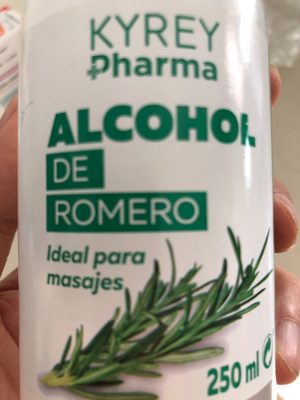 KYREY
Pharma
ALCOHOL
DE
ROMERO
Ideal para
masajes
250 ml